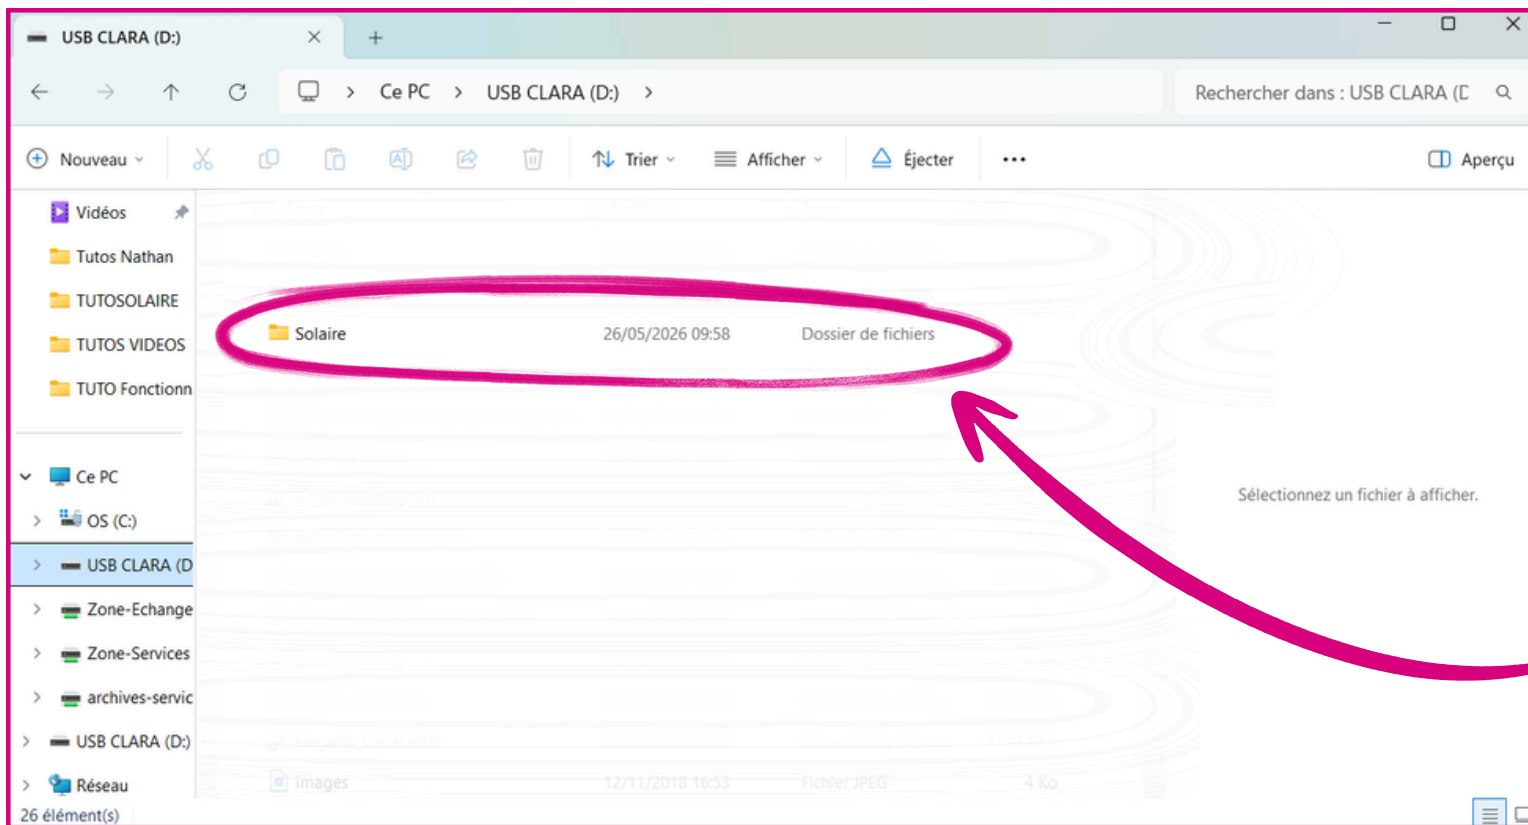 USB CLARA (D:)
Ce PC > USB CLARA (D:) >
Rechercher dans : USB CLARA (D
Nouveau
Trier
Afficher
Éjecter
Aperçu
Vidéos
Tutos Nathan
TUTOSOLAIRE
TUTOS VIDEOS
TUTO Fonctionn
Solaire 26/05/2026 09:58 Dossier de fichiers
Sélectionnez un fichier à afficher.
Ce PC
OS (C:)
USB CLARA (D
Zone-Echange
Zone-Services
archives-servic
USB CLARA (D:)
Réseau
images 12/11/2018 16:53 Fichier JPEG 4 Ko
26 élément(s)